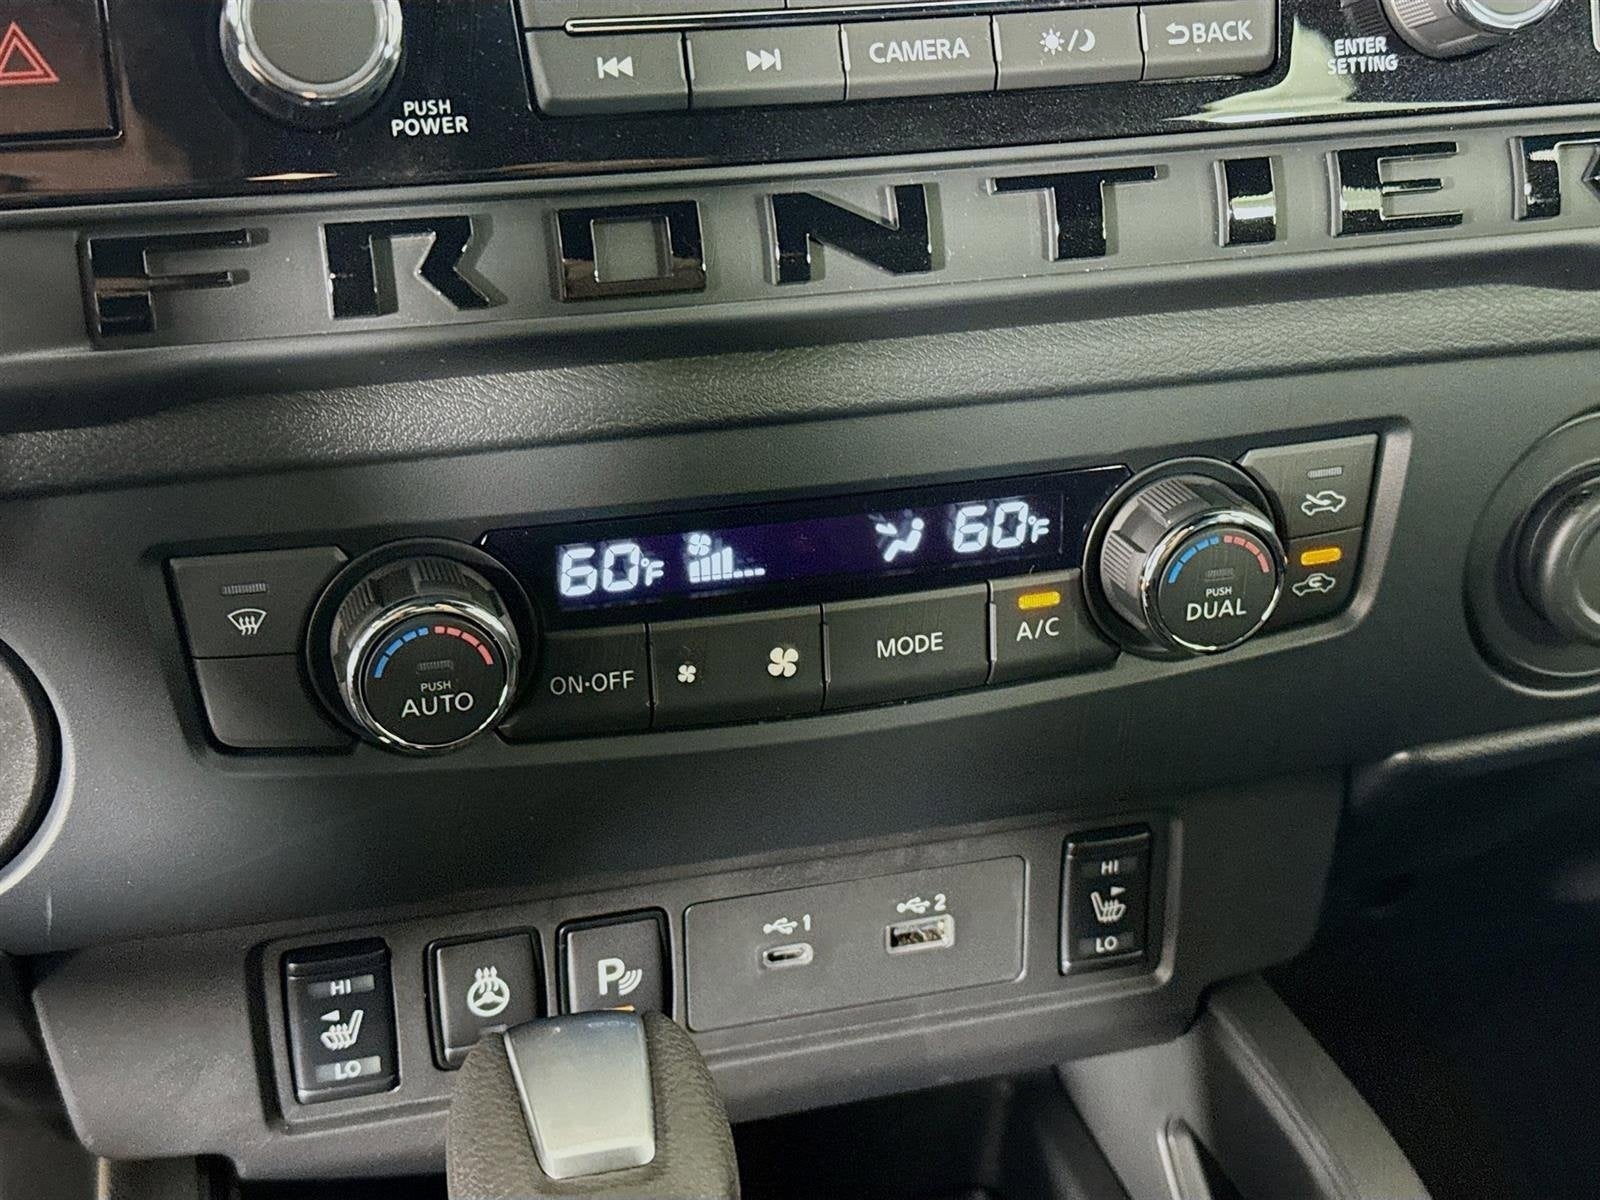 CAMERA
BACK
ENTER
SETTING
PUSH
POWER
FRONTIER
60°F
60°F
PUSH
DUAL
PUSH
AUTO
ON·OFF
MODE
A/C
HI
LO
P
1
2
HI
LO